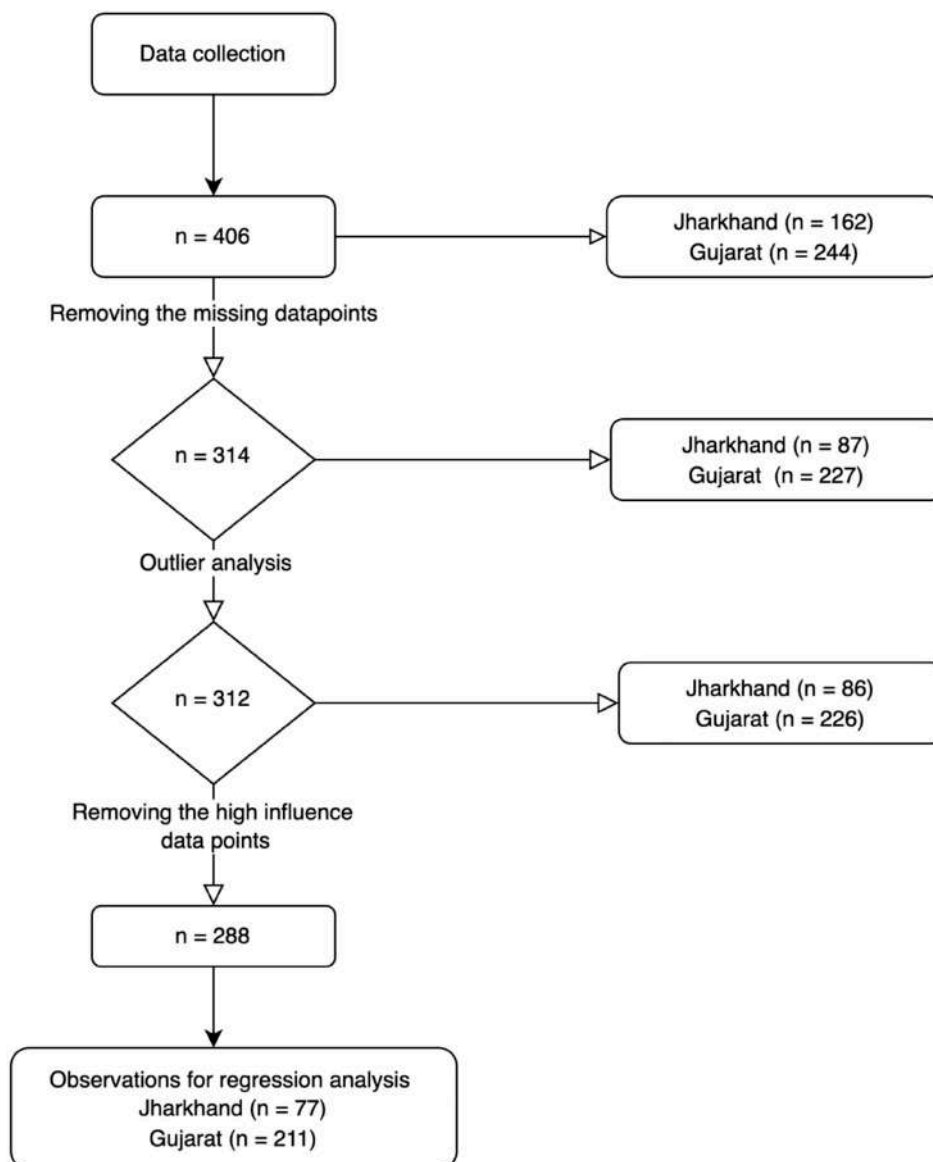 Data collection
n = 406
Jharkhand (n = 162)
Gujarat (n = 244)
Removing the missing datapoints
n = 314
Jharkhand (n = 87)
Gujarat (n = 227)
Outlier analysis
n = 312
Jharkhand (n = 86)
Gujarat (n = 226)
Removing the high influence
data points
n = 288
Observations for regression analysis
Jharkhand (n = 77)
Gujarat (n = 211)